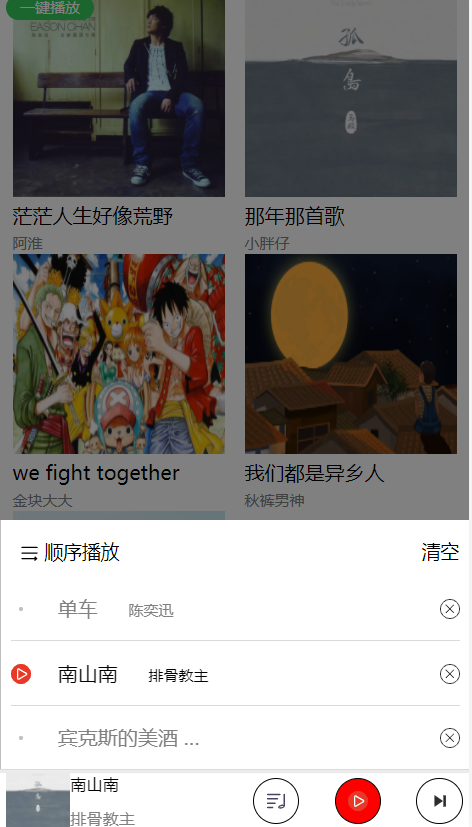 一键播放
EASON CHAN
孤
岛
茫茫人生好像荒野
那年那首歌
阿淮
小胖仔
we fight together
我们都是异乡人
金块大大
秋裤男神
顺序播放
清空
单车 陈奕迅
南山南 排骨教主
宾克斯的美酒 ...
南山南
排骨教主